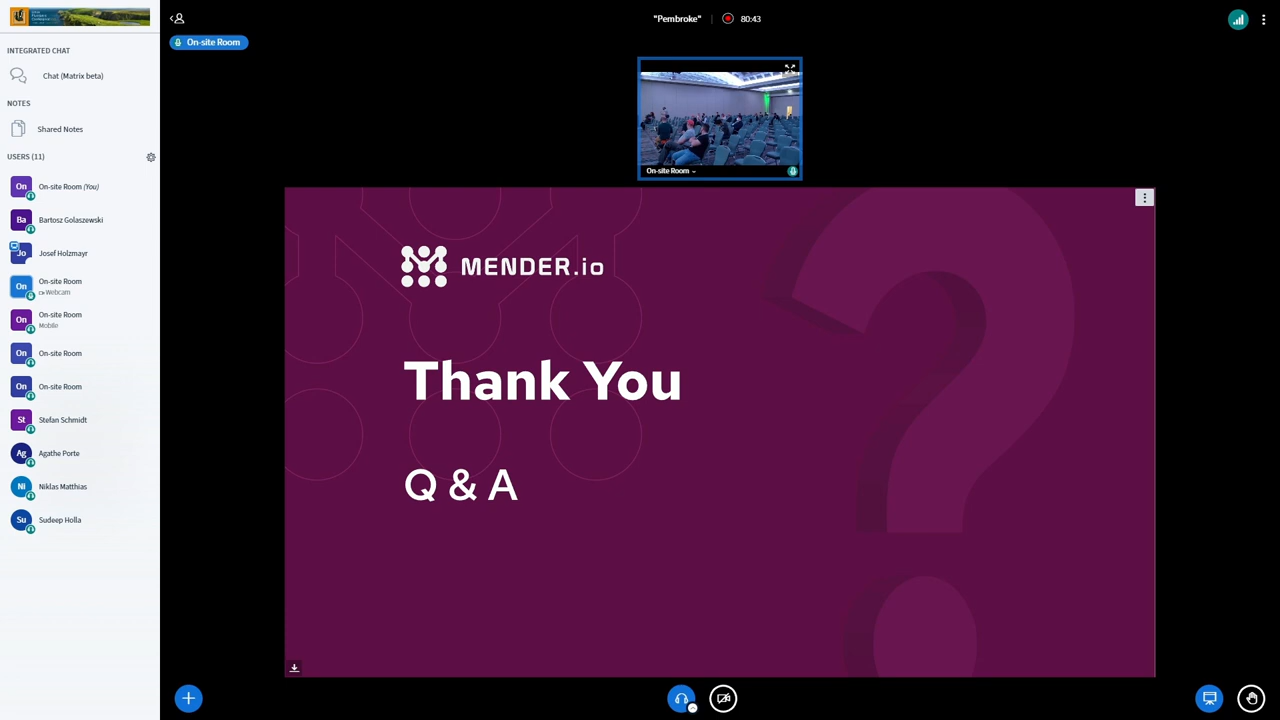 INTEGRATED CHAT
Chat (Matrix beta)
NOTES
Shared Notes
USERS (11)
On
On-site Room (You)
Ba
Bartosz Golaszewski
Jo
Josef Holzmayr
On
On-site Room
Webcam
On
On-site Room
Mobile
On
On-site Room
On
On-site Room
St
Stefan Schmidt
Ag
Agathe Porte
Ni
Niklas Matthias
Su
Sudeep Holla
"Pembroke"
80:43
On-site Room
On-site Room
MENDER.io
Thank You
Q & A
?